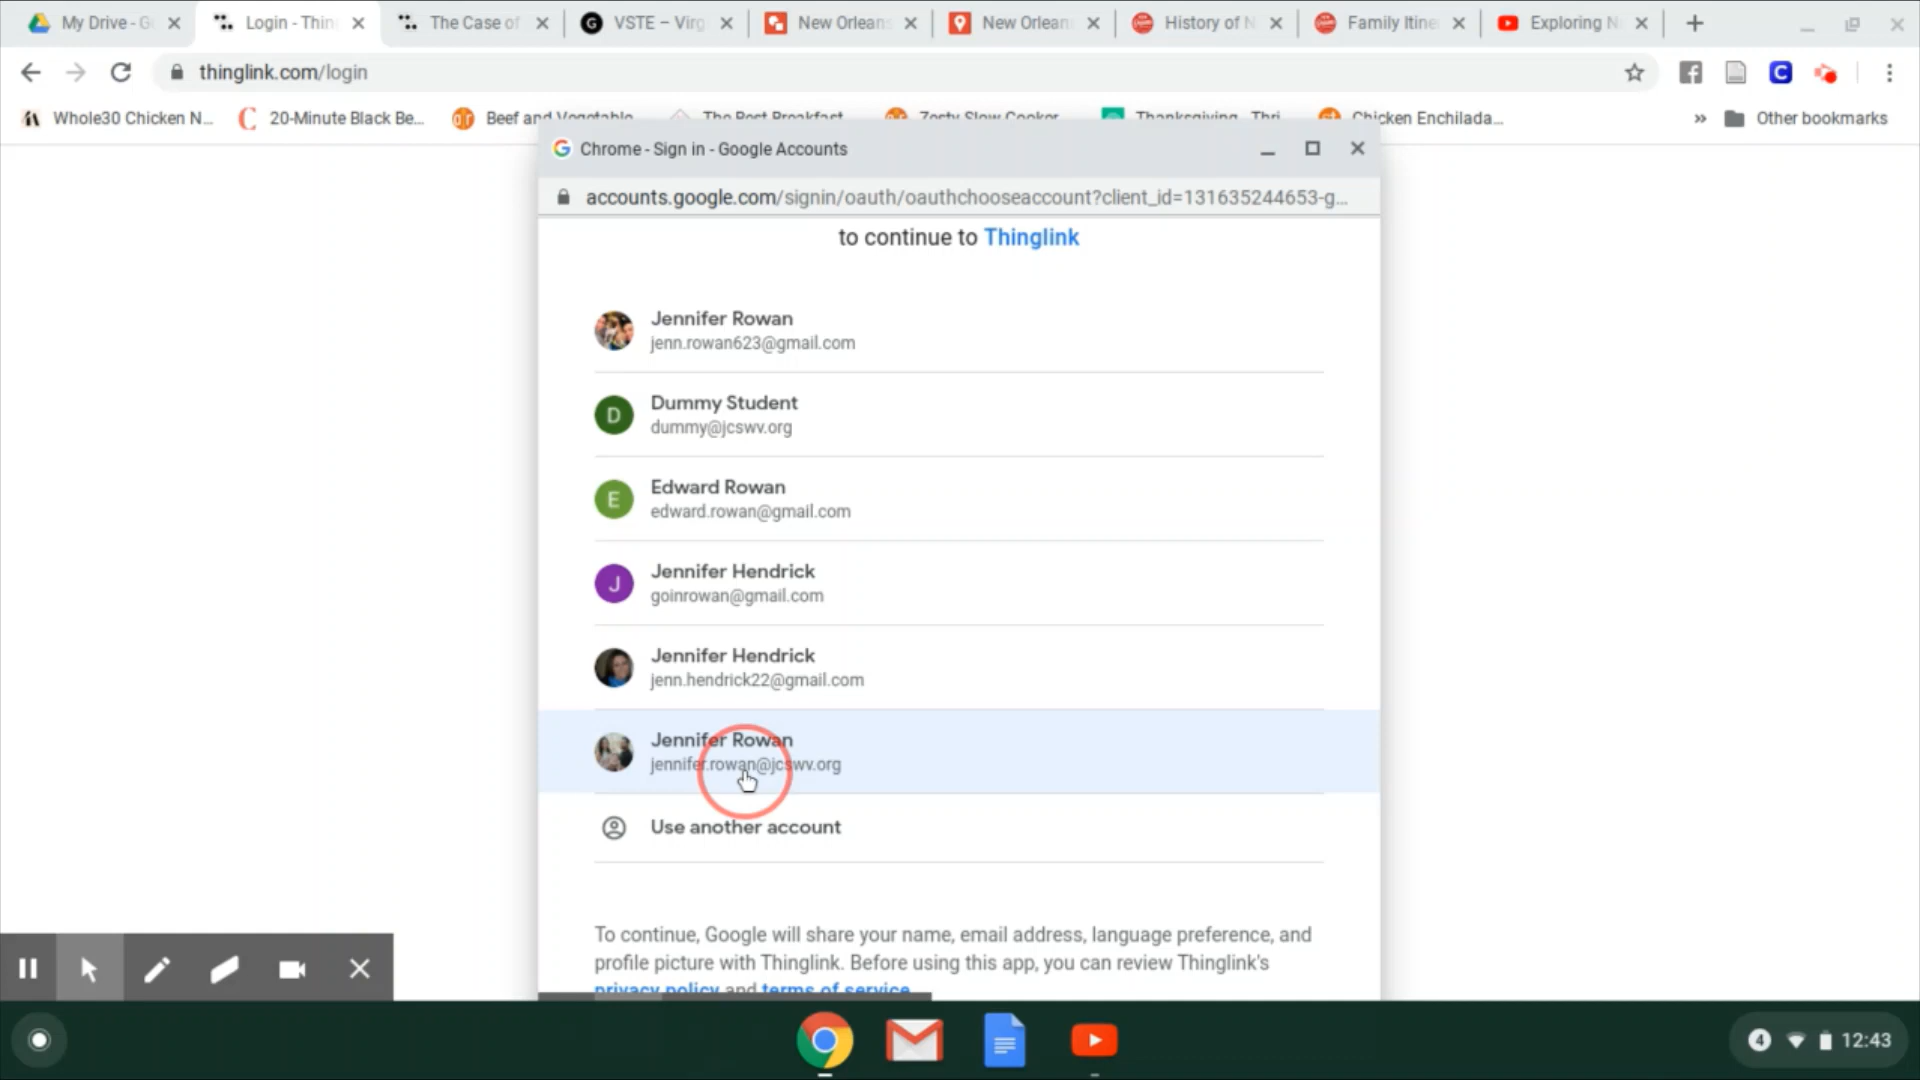 My Drive - G
Login - Thin
The Case of
VSTE – Virg
New Orleans
New Orlean
History of N
Family Itine
Exploring N
thinglink.com/login
Whole30 Chicken N...
20-Minute Black Be...
Beef and Vegetable
The Best Breakfast
Zesty Slow Cooker
Thanksgiving - Thri
Chicken Enchilada...
»
Other bookmarks
Chrome - Sign in - Google Accounts
accounts.google.com/signin/oauth/oauthchooseaccount?client_id=131635244653-g...
to continue to Thinglink
Jennifer Rowan
jenn.rowan623@gmail.com
D
Dummy Student
dummy@jcswv.org
E
Edward Rowan
edward.rowan@gmail.com
J
Jennifer Hendrick
goinrowan@gmail.com
Jennifer Hendrick
jenn.hendrick22@gmail.com
Jennifer Rowan
jennifer.rowan@jcswv.org
Use another account
To continue, Google will share your name, email address, language preference, and
profile picture with Thinglink. Before using this app, you can review Thinglink's
privacy policy and terms of service.
4
12:43